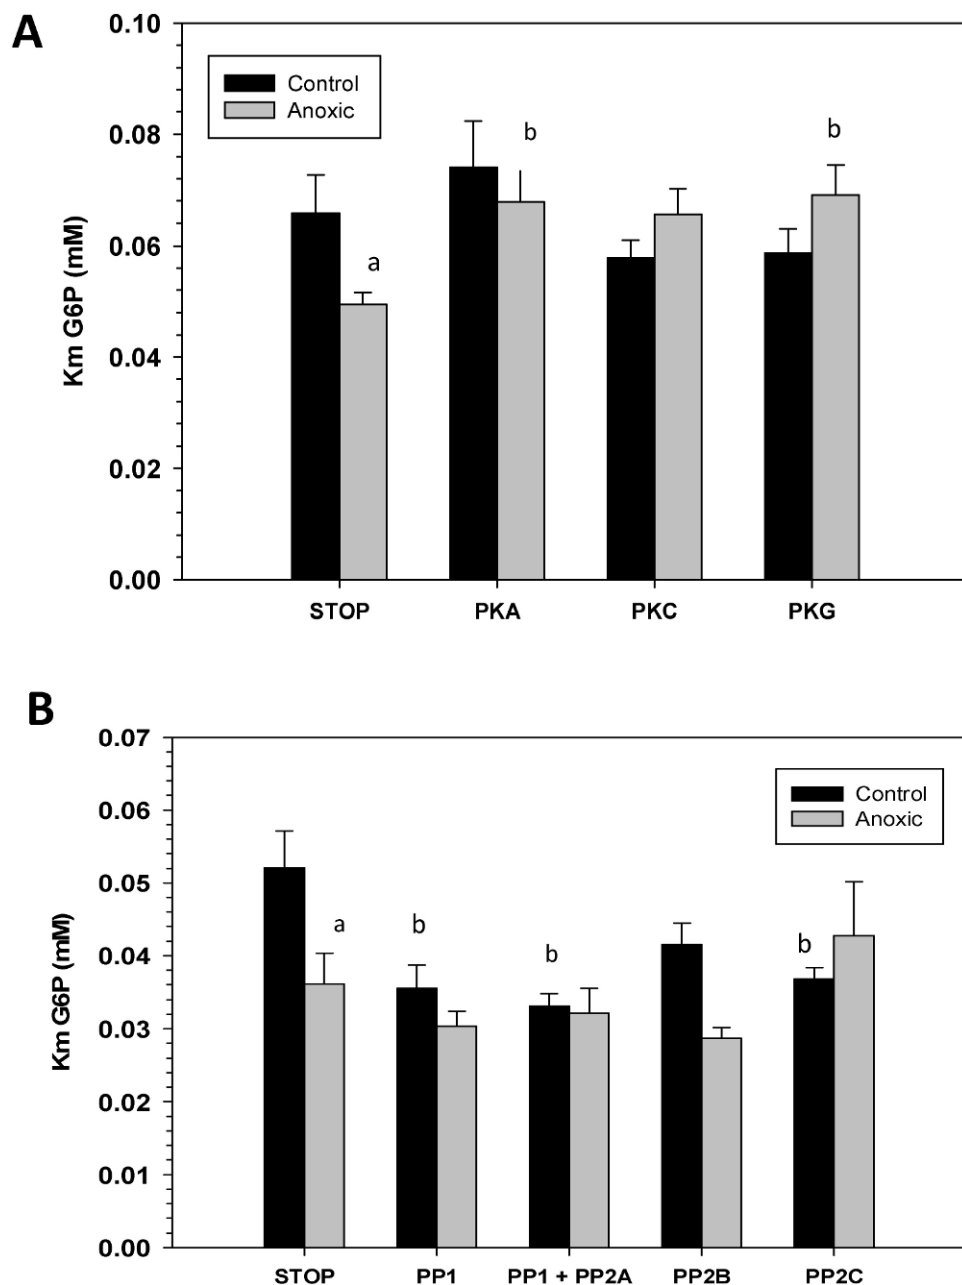 A
0.10
Control
Anoxic
b
b
0.08
a
0.06
Km G6P (mM)
0.04
0.02
0.00
STOP PKA PKC PKG
B
0.07
Control
Anoxic
0.06
0.05
a b b b
0.04
Km G6P (mM)
0.03
0.02
0.01
0.00
STOP PP1 PP1 + PP2A PP2B PP2C